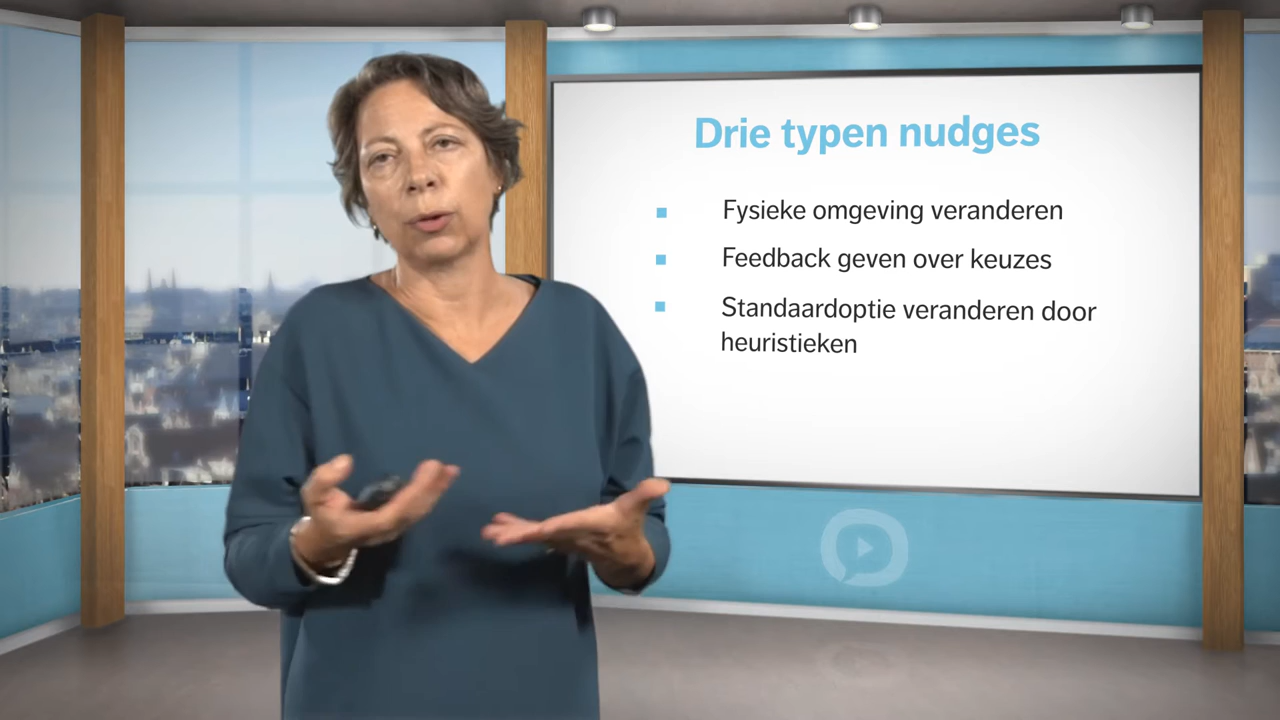 Drie typen nudges
Fysieke omgeving veranderen
Feedback geven over keuzes
Standaardoptie veranderen door
heuristieken